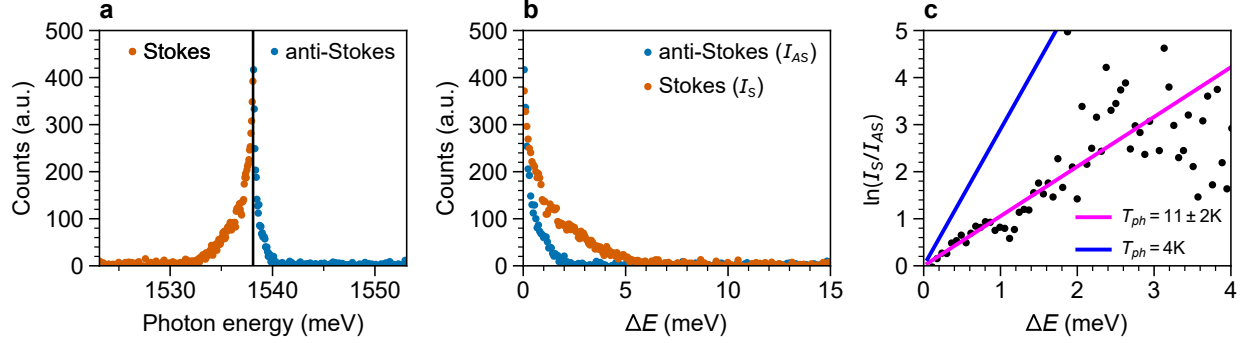 a
500
400
300
200
100
0
Counts (a.u.)
Stokes
anti-Stokes
1530
1540
1550
Photon energy (meV)
b
500
400
300
200
100
0
Counts (a.u.)
anti-Stokes (I_AS)
Stokes (I_S)
0
5
10
15
ΔE (meV)
c
5
4
3
2
1
0
ln(I_S/I_AS)
T_ph = 11 ± 2K
T_ph = 4K
0
1
2
3
4
ΔE (meV)